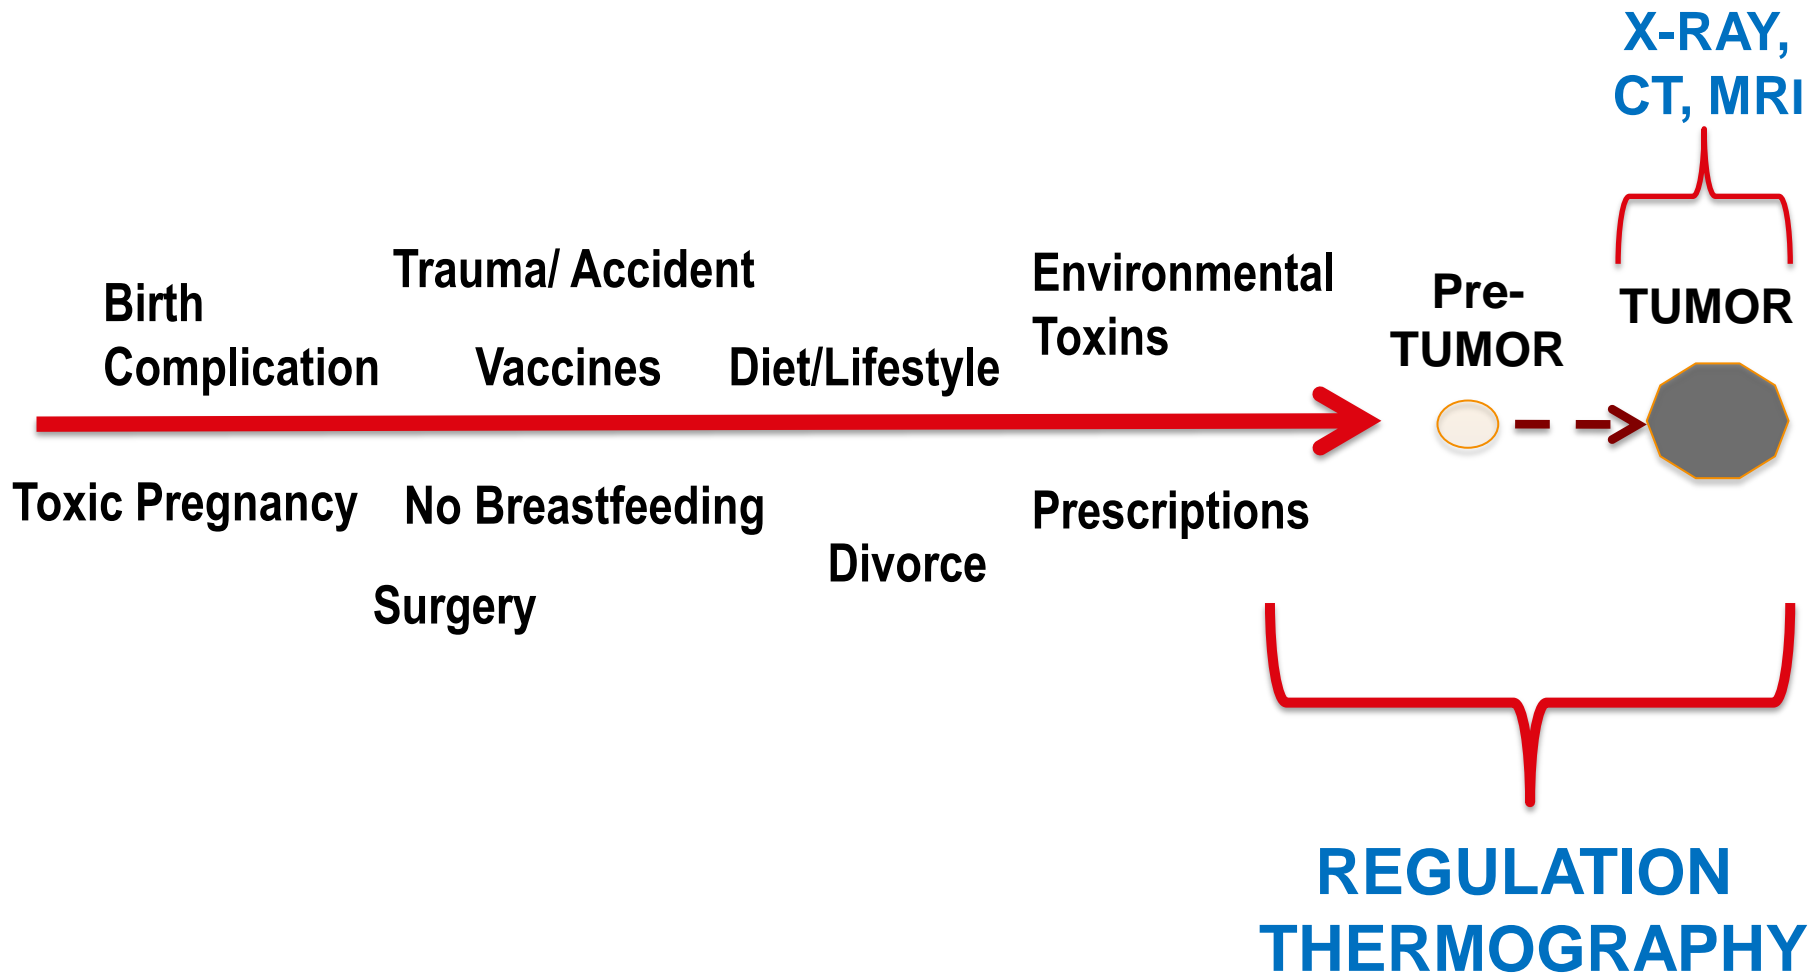 X-RAY,
CT, MRI
Trauma/ Accident
Environmental
Toxins
Birth
Complication
Pre-
TUMOR
TUMOR
Vaccines
Diet/Lifestyle
Toxic Pregnancy
No Breastfeeding
Prescriptions
Divorce
Surgery
REGULATION
THERMOGRAPHY